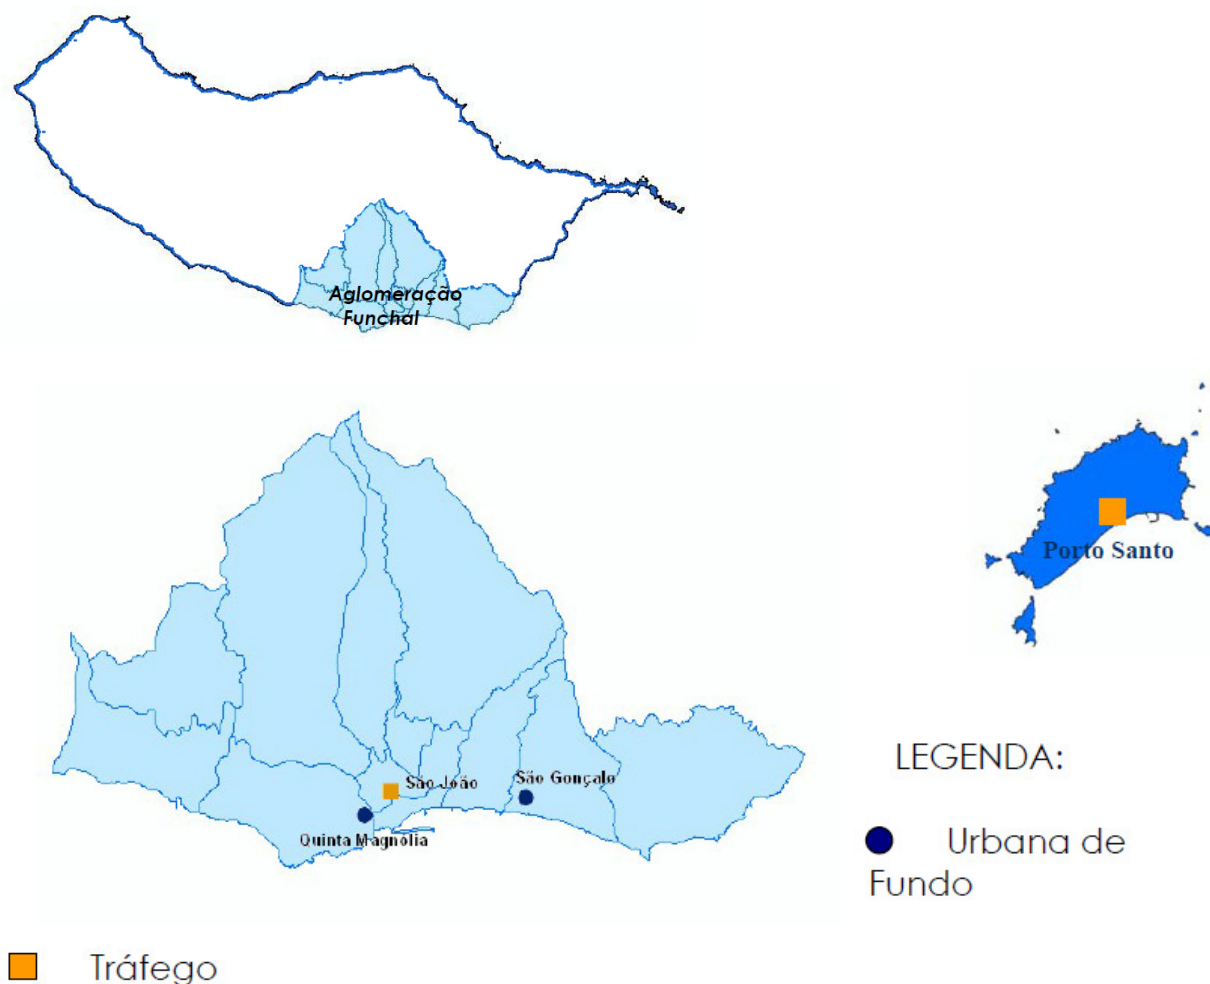 Aglomeração
Funchal
Porto Santo
São João
São Gonçalo
Quinta Magnólia
LEGENDA:
Urbana de
Fundo
Tráfego